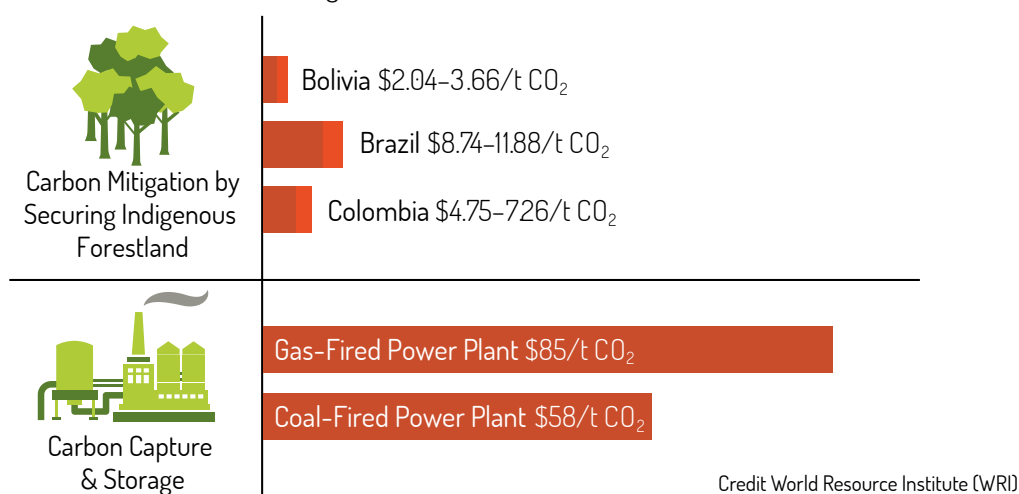 Carbon Mitigation by
Securing Indigenous
Forestland
Bolivia $2.04–3.66/t CO₂
Brazil $8.74–11.88/t CO₂
Colombia $4.75–7.26/t CO₂
Carbon Capture
& Storage
Gas-Fired Power Plant $85/t CO₂
Coal-Fired Power Plant $58/t CO₂
Credit World Resource Institute (WRI)